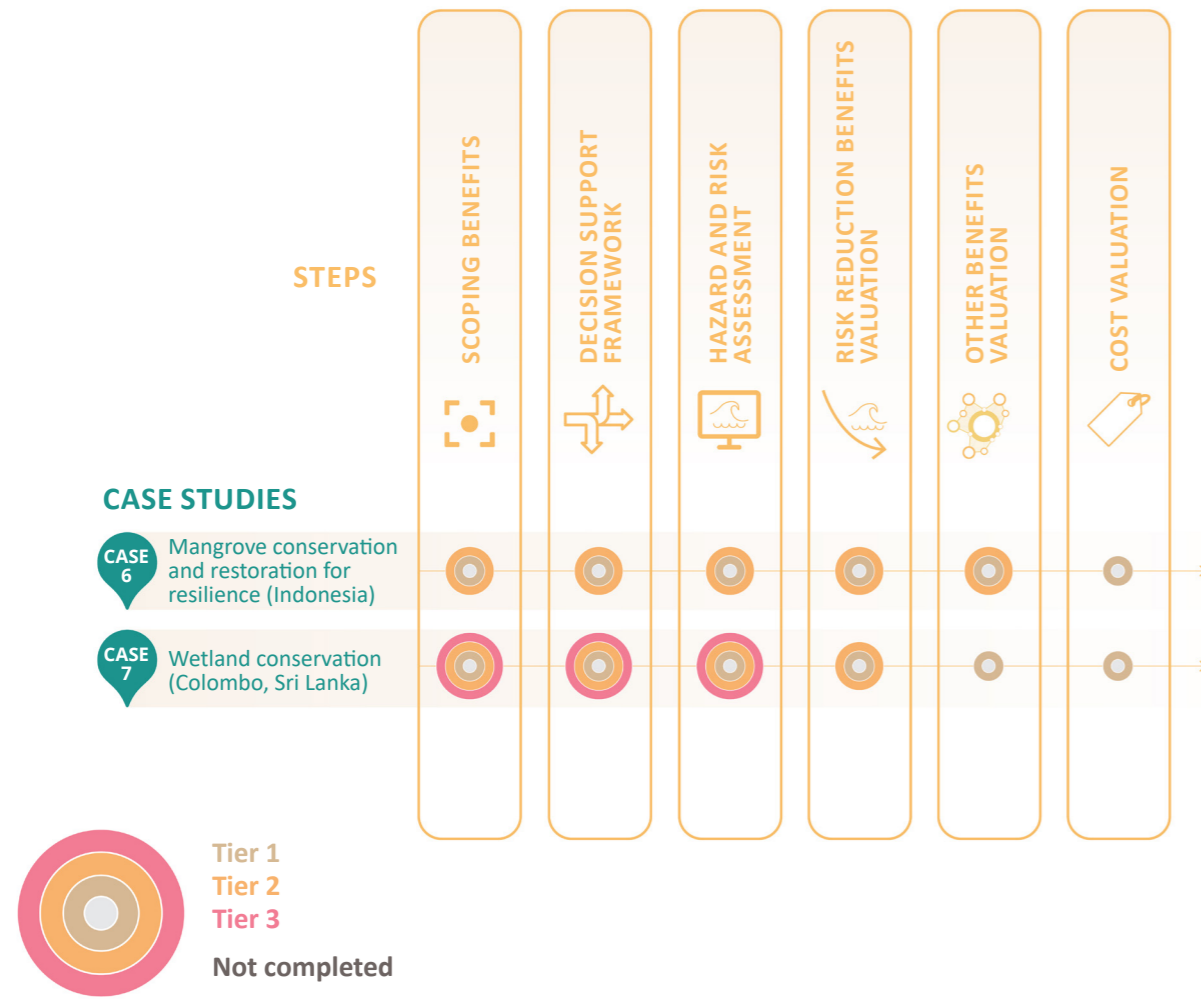 SCOPING BENEFITS
DECISION SUPPORT
FRAMEWORK
HAZARD AND RISK
ASSESSMENT
RISK REDUCTION BENEFITS
VALUATION
OTHER BENEFITS
VALUATION
COST VALUATION
STEPS
CASE STUDIES
CASE
6
Mangrove conservation
and restoration for
resilience (Indonesia)
CASE
7
Wetland conservation
(Colombo, Sri Lanka)
Tier 1
Tier 2
Tier 3
Not completed